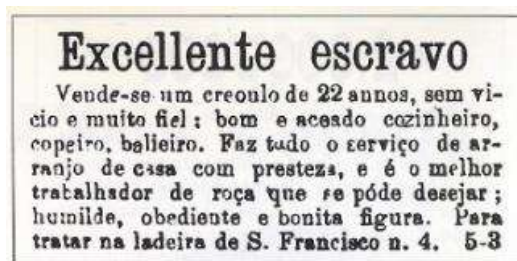 Excellente escravo
Vende-se um creoulo de 22 annos, sem vi-
cio e muito fiel: bom e aceado cozinheiro,
copeiro, bolieiro. Faz tudo o serviço de ar-
ranjo de casa com presteza, e é o melhor
trabalhador de roça que se póde desejar;
humilde, obediente e bonita figura. Para
tratar na ladeira de S. Francisco n. 4. 5-3